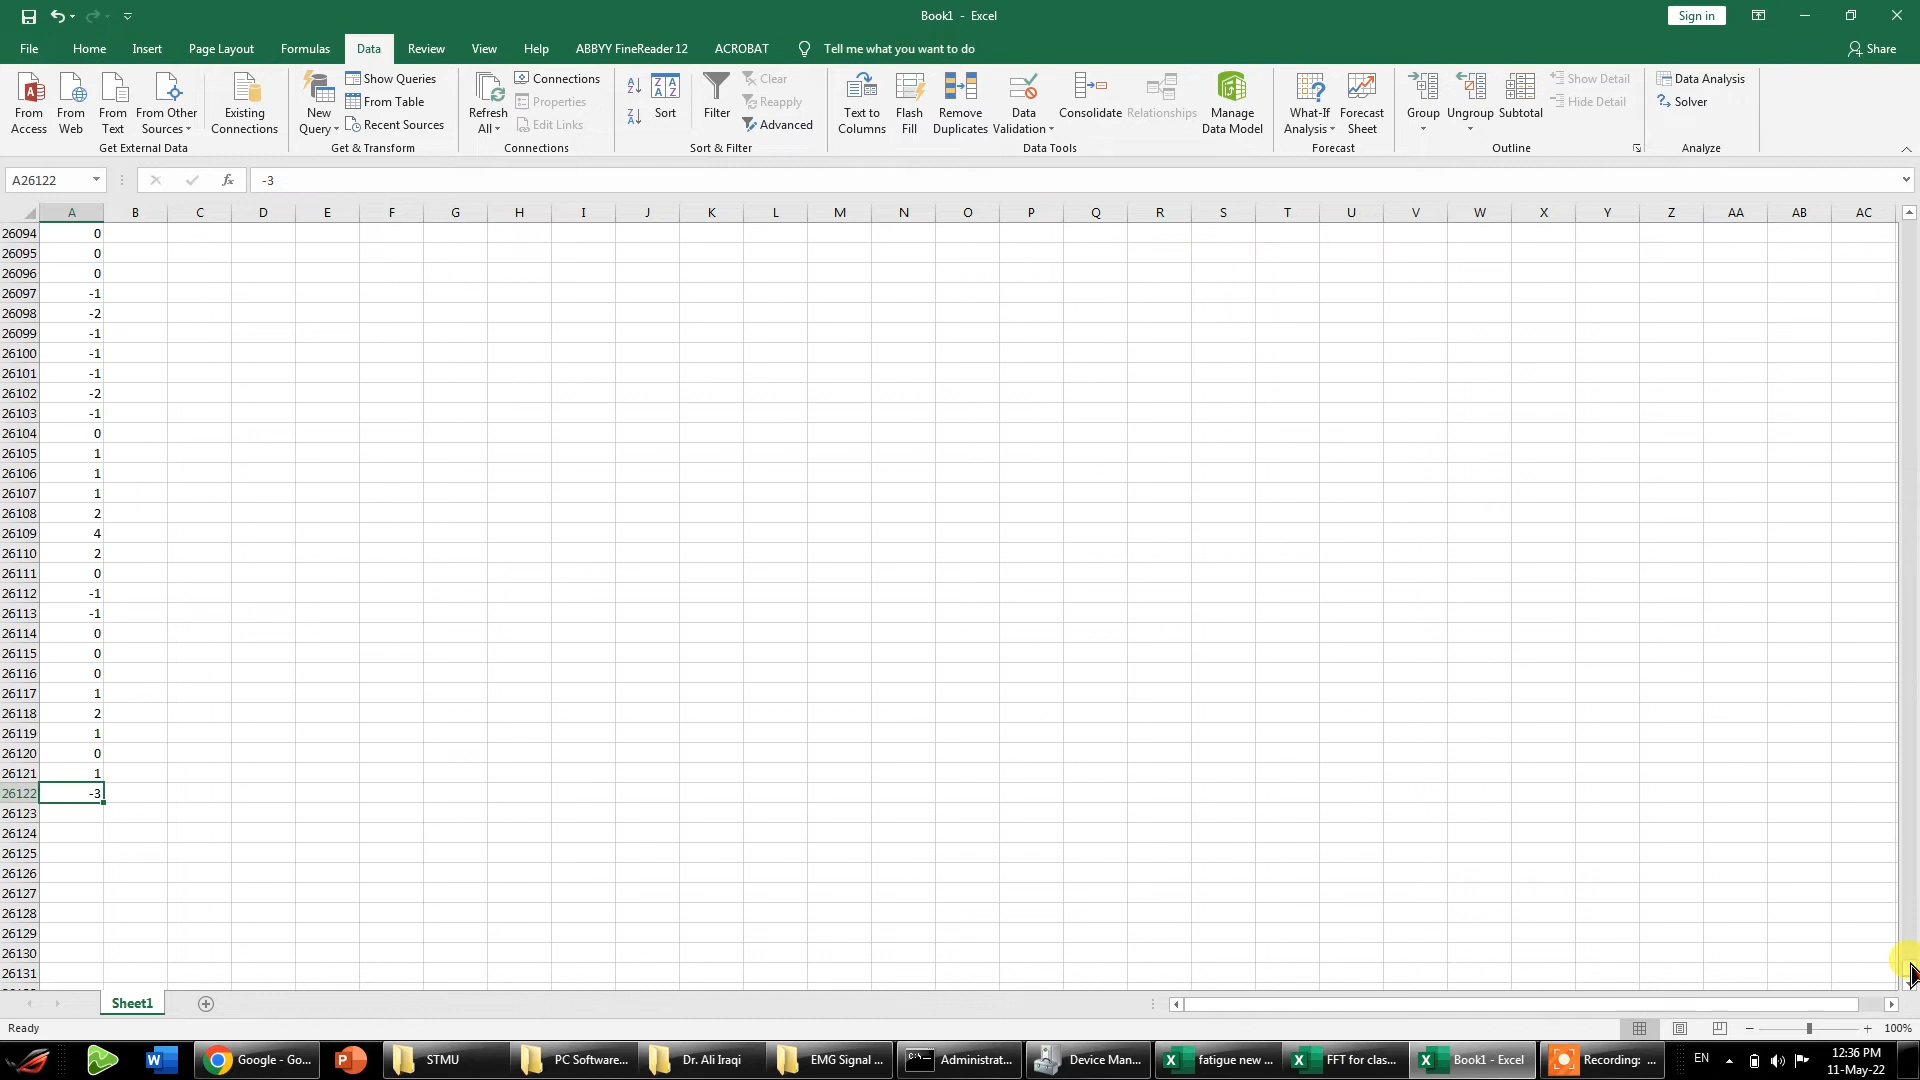 Book1 - Excel
Sign in
File Home Insert Page Layout Formulas Data Review View Help ABBYY FineReader 12 ACROBAT Tell me what you want to do Share
From Access
From Web
From Text
From Other Sources
Existing Connections
Get External Data
New Query
Show Queries
From Table
Recent Sources
Get & Transform
Refresh All
Connections
Properties
Edit Links
Connections
Sort
Filter
Clear
Reapply
Advanced
Sort & Filter
Text to Columns
Flash Fill
Remove Duplicates
Data Validation
Consolidate
Relationships
Manage Data Model
Data Tools
What-If Analysis
Forecast Sheet
Forecast
Group
Ungroup
Subtotal
Show Detail
Hide Detail
Outline
Data Analysis
Solver
Analyze
A26122 fx -3
A B C D E F G H I J K L M N O P Q R S T U V W X Y Z AA AB AC
26094 0
26095 0
26096 0
26097 -1
26098 -2
26099 -1
26100 -1
26101 -1
26102 -2
26103 -1
26104 0
26105 1
26106 1
26107 1
26108 2
26109 4
26110 2
26111 0
26112 -1
26113 -1
26114 0
26115 0
26116 0
26117 1
26118 2
26119 1
26120 0
26121 1
26122 -3
26123
26124
26125
26126
26127
26128
26129
26130
26131
Sheet1
Ready
100%
Google - Go... STMU PC Software... Dr. Ali Iraqi EMG Signal ... Administrat... Device Man... fatigue new ... FFT for clas... Book1 - Excel Recording: ... EN
12:36 PM
11-May-22